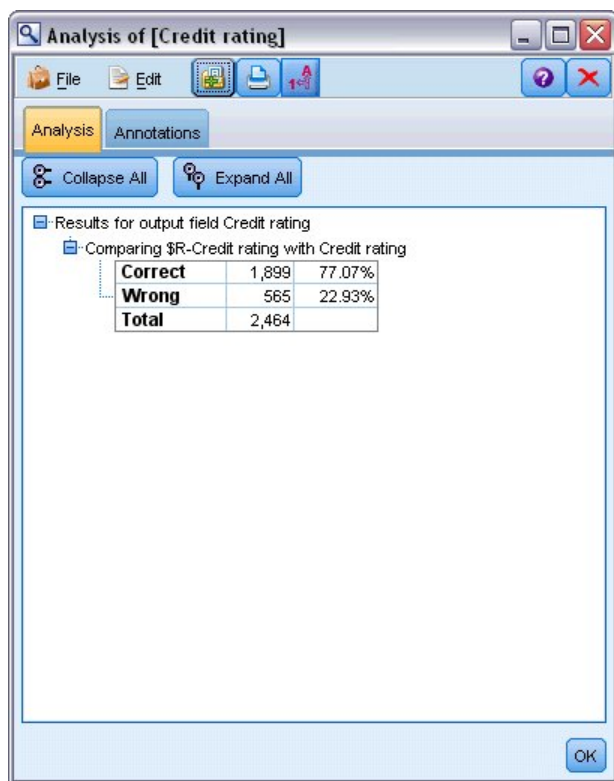 Analysis of [Credit rating]
File Edit
Analysis Annotations
Collapse All Expand All
Results for output field Credit rating
Comparing $R-Credit rating with Credit rating
Correct 1,899 77.07%
Wrong 565 22.93%
Total 2,464
OK